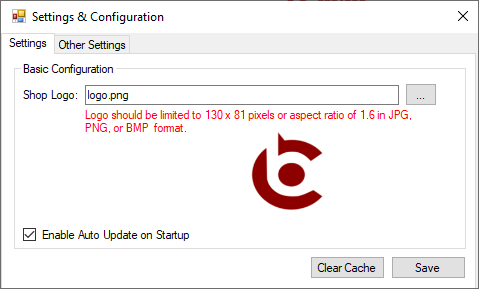 Settings & Configuration
Settings
Other Settings
Basic Configuration
Shop Logo: logo.png ...
Logo should be limited to 130 x 81 pixels or aspect ratio of 1.6 in JPG,
PNG, or BMP format.
Enable Auto Update on Startup
Clear Cache
Save